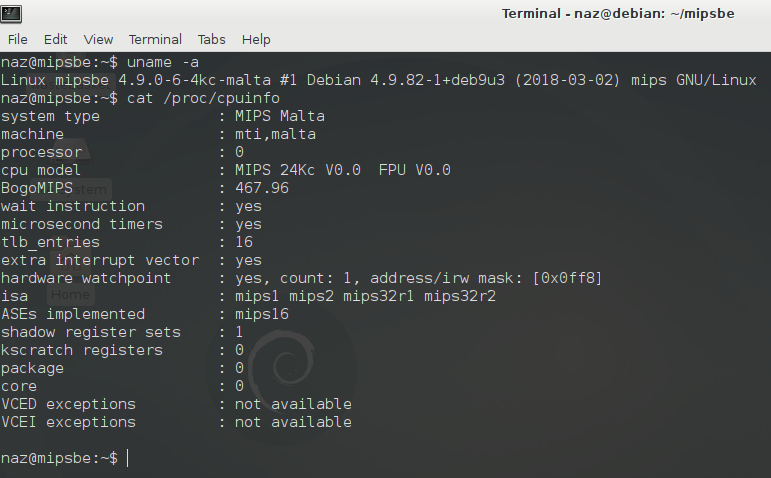 Terminal - naz@debian: ~/mipsbe
File Edit View Terminal Tabs Help
naz@mipsbe:~$ uname -a
Linux mipsbe 4.9.0-6-4kc-malta #1 Debian 4.9.82-1+deb9u3 (2018-03-02) mips GNU/Linux
naz@mipsbe:~$ cat /proc/cpuinfo
system type             : MIPS Malta
machine                 : mti,malta
processor               : 0
cpu model               : MIPS 24Kc V0.0  FPU V0.0
BogoMIPS                : 467.96
wait instruction        : yes
microsecond timers      : yes
tlb_entries             : 16
extra interrupt vector  : yes
hardware watchpoint     : yes, count: 1, address/irw mask: [0x0ff8]
isa                     : mips1 mips2 mips32r1 mips32r2
ASEs implemented        : mips16
shadow register sets    : 1
kscratch registers      : 0
package                 : 0
core                    : 0
VCED exceptions         : not available
VCEI exceptions         : not available
naz@mipsbe:~$
Home